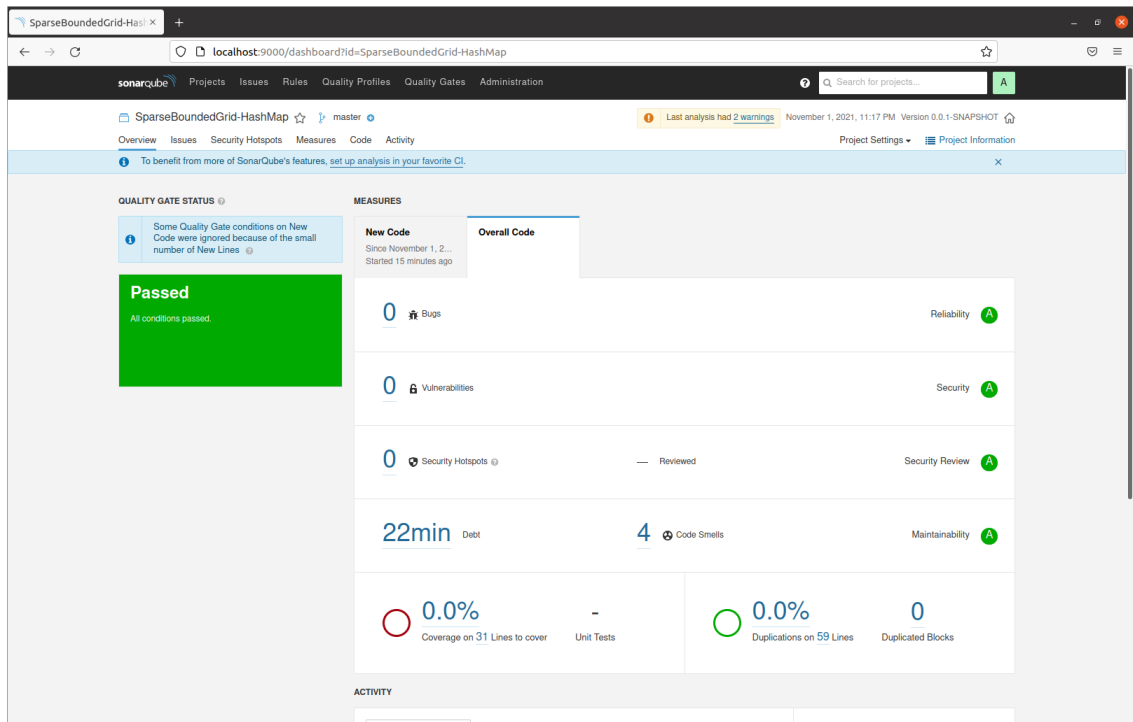 SparseBoundedGrid-Hash
localhost:9000/dashboard?id=SparseBoundedGrid-HashMap
sonarqube Projects Issues Rules Quality Profiles Quality Gates Administration ? Search for projects... A
SparseBoundedGrid-HashMap master Last analysis had 2 warnings November 1, 2021, 11:17 PM Version 0.0.1-SNAPSHOT
Overview Issues Security Hotspots Measures Code Activity Project Settings Project Information
To benefit from more of SonarQube's features, set up analysis in your favorite CI.
QUALITY GATE STATUS
Some Quality Gate conditions on New
Code were ignored because of the small
number of New Lines
Passed
All conditions passed.
MEASURES
New Code
Since November 1, 2...
Started 15 minutes ago
Overall Code
0 Bugs Reliability A
0 Vulnerabilities Security A
0 Security Hotspots — Reviewed Security Review A
22min Debt 4 Code Smells Maintainability A
0.0% - 0.0% 0
Coverage on 31 Lines to cover Unit Tests Duplications on 59 Lines Duplicated Blocks
ACTIVITY